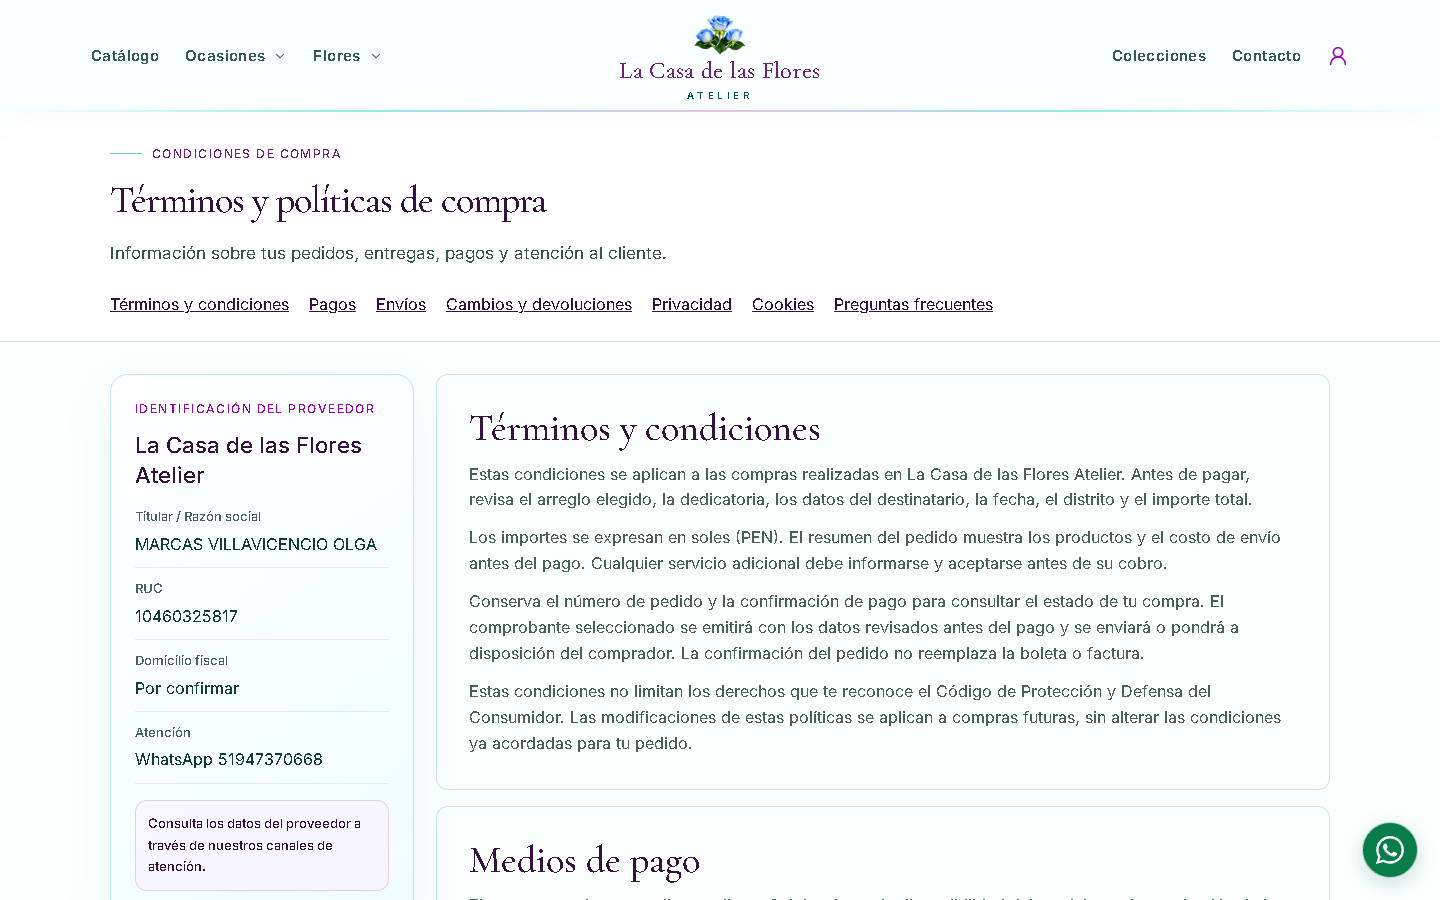 Catálogo
Ocasiones
Flores
La Casa de las Flores
ATELIER
Colecciones
Contacto
CONDICIONES DE COMPRA
Términos y políticas de compra
Información sobre tus pedidos, entregas, pagos y atención al cliente.
Términos y condiciones Pagos Envíos Cambios y devoluciones Privacidad Cookies Preguntas frecuentes
IDENTIFICACIÓN DEL PROVEEDOR
La Casa de las Flores
Atelier
Titular / Razón social
MARCAS VILLAVICENCIO OLGA
RUC
10460325817
Domicilio fiscal
Por confirmar
Atención
WhatsApp 51947370668
Consulta los datos del proveedor a
través de nuestros canales de
atención.
Términos y condiciones
Estas condiciones se aplican a las compras realizadas en La Casa de las Flores Atelier. Antes de pagar,
revisa el arreglo elegido, la dedicatoria, los datos del destinatario, la fecha, el distrito y el importe total.
Los importes se expresan en soles (PEN). El resumen del pedido muestra los productos y el costo de envío
antes del pago. Cualquier servicio adicional debe informarse y aceptarse antes de su cobro.
Conserva el número de pedido y la confirmación de pago para consultar el estado de tu compra. El
comprobante seleccionado se emitirá con los datos revisados antes del pago y se enviará o pondrá a
disposición del comprador. La confirmación del pedido no reemplaza la boleta o factura.
Estas condiciones no limitan los derechos que te reconoce el Código de Protección y Defensa del
Consumidor. Las modificaciones de estas políticas se aplican a compras futuras, sin alterar las condiciones
ya acordadas para tu pedido.
Medios de pago